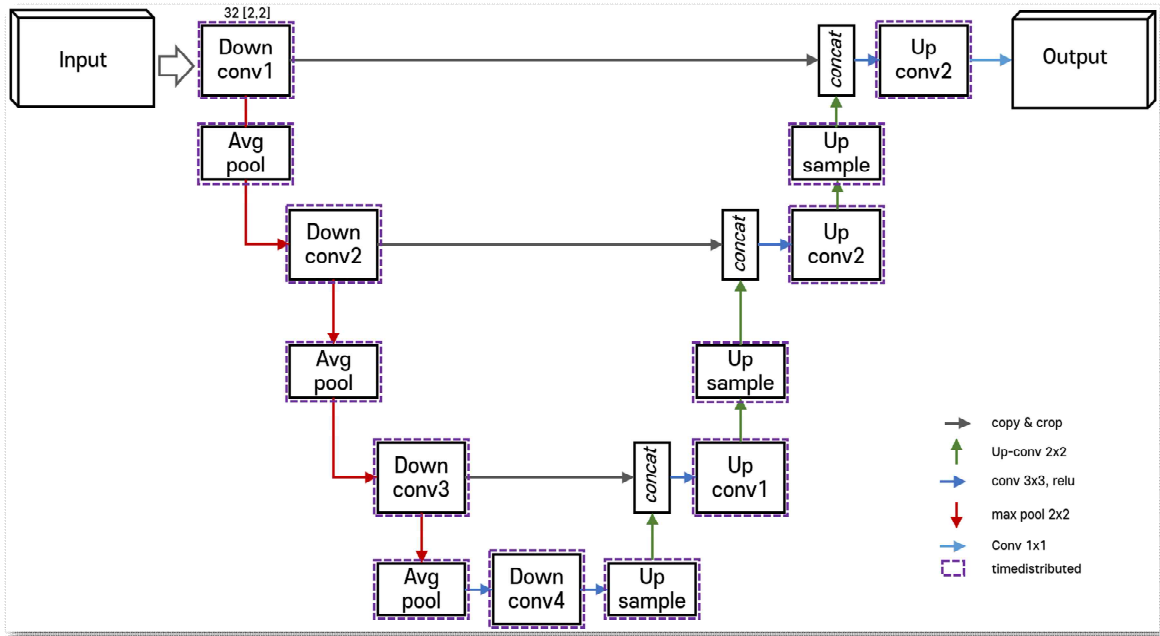 32 [2,2]
Input
Down
conv1
concat
Up
conv2
Output
Avg
pool
Up
sample
Down
conv2
concat
Up
conv2
Avg
pool
Up
sample
Down
conv3
concat
Up
conv1
Avg
pool
Down
conv4
Up
sample
copy & crop
Up-conv 2x2
conv 3x3, relu
max pool 2x2
Conv 1x1
timedistributed